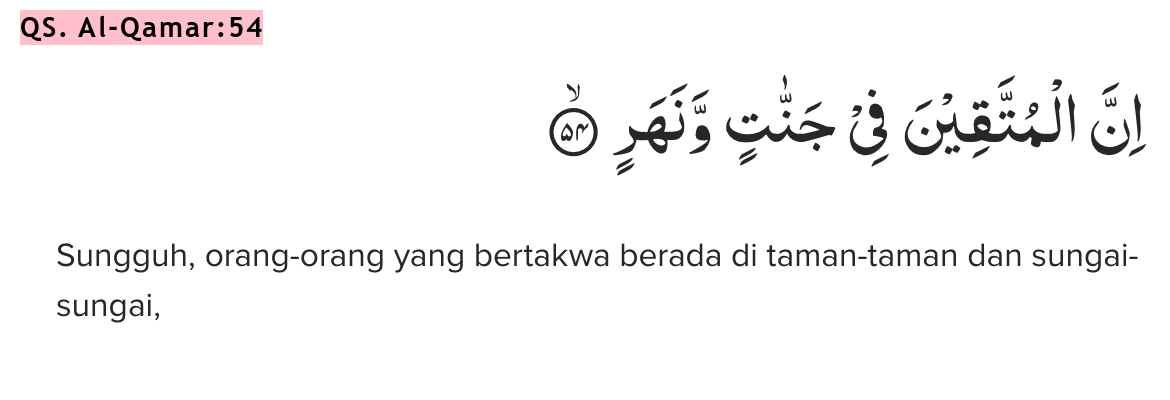 QS. Al-Qamar:54
اِنَّ الْمُتَّقِيْنَ فِيْ جَنّٰتٍ وَّنَهَرٍۙ ۝٥٤
Sungguh, orang-orang yang bertakwa berada di taman-taman dan sungai-
sungai,